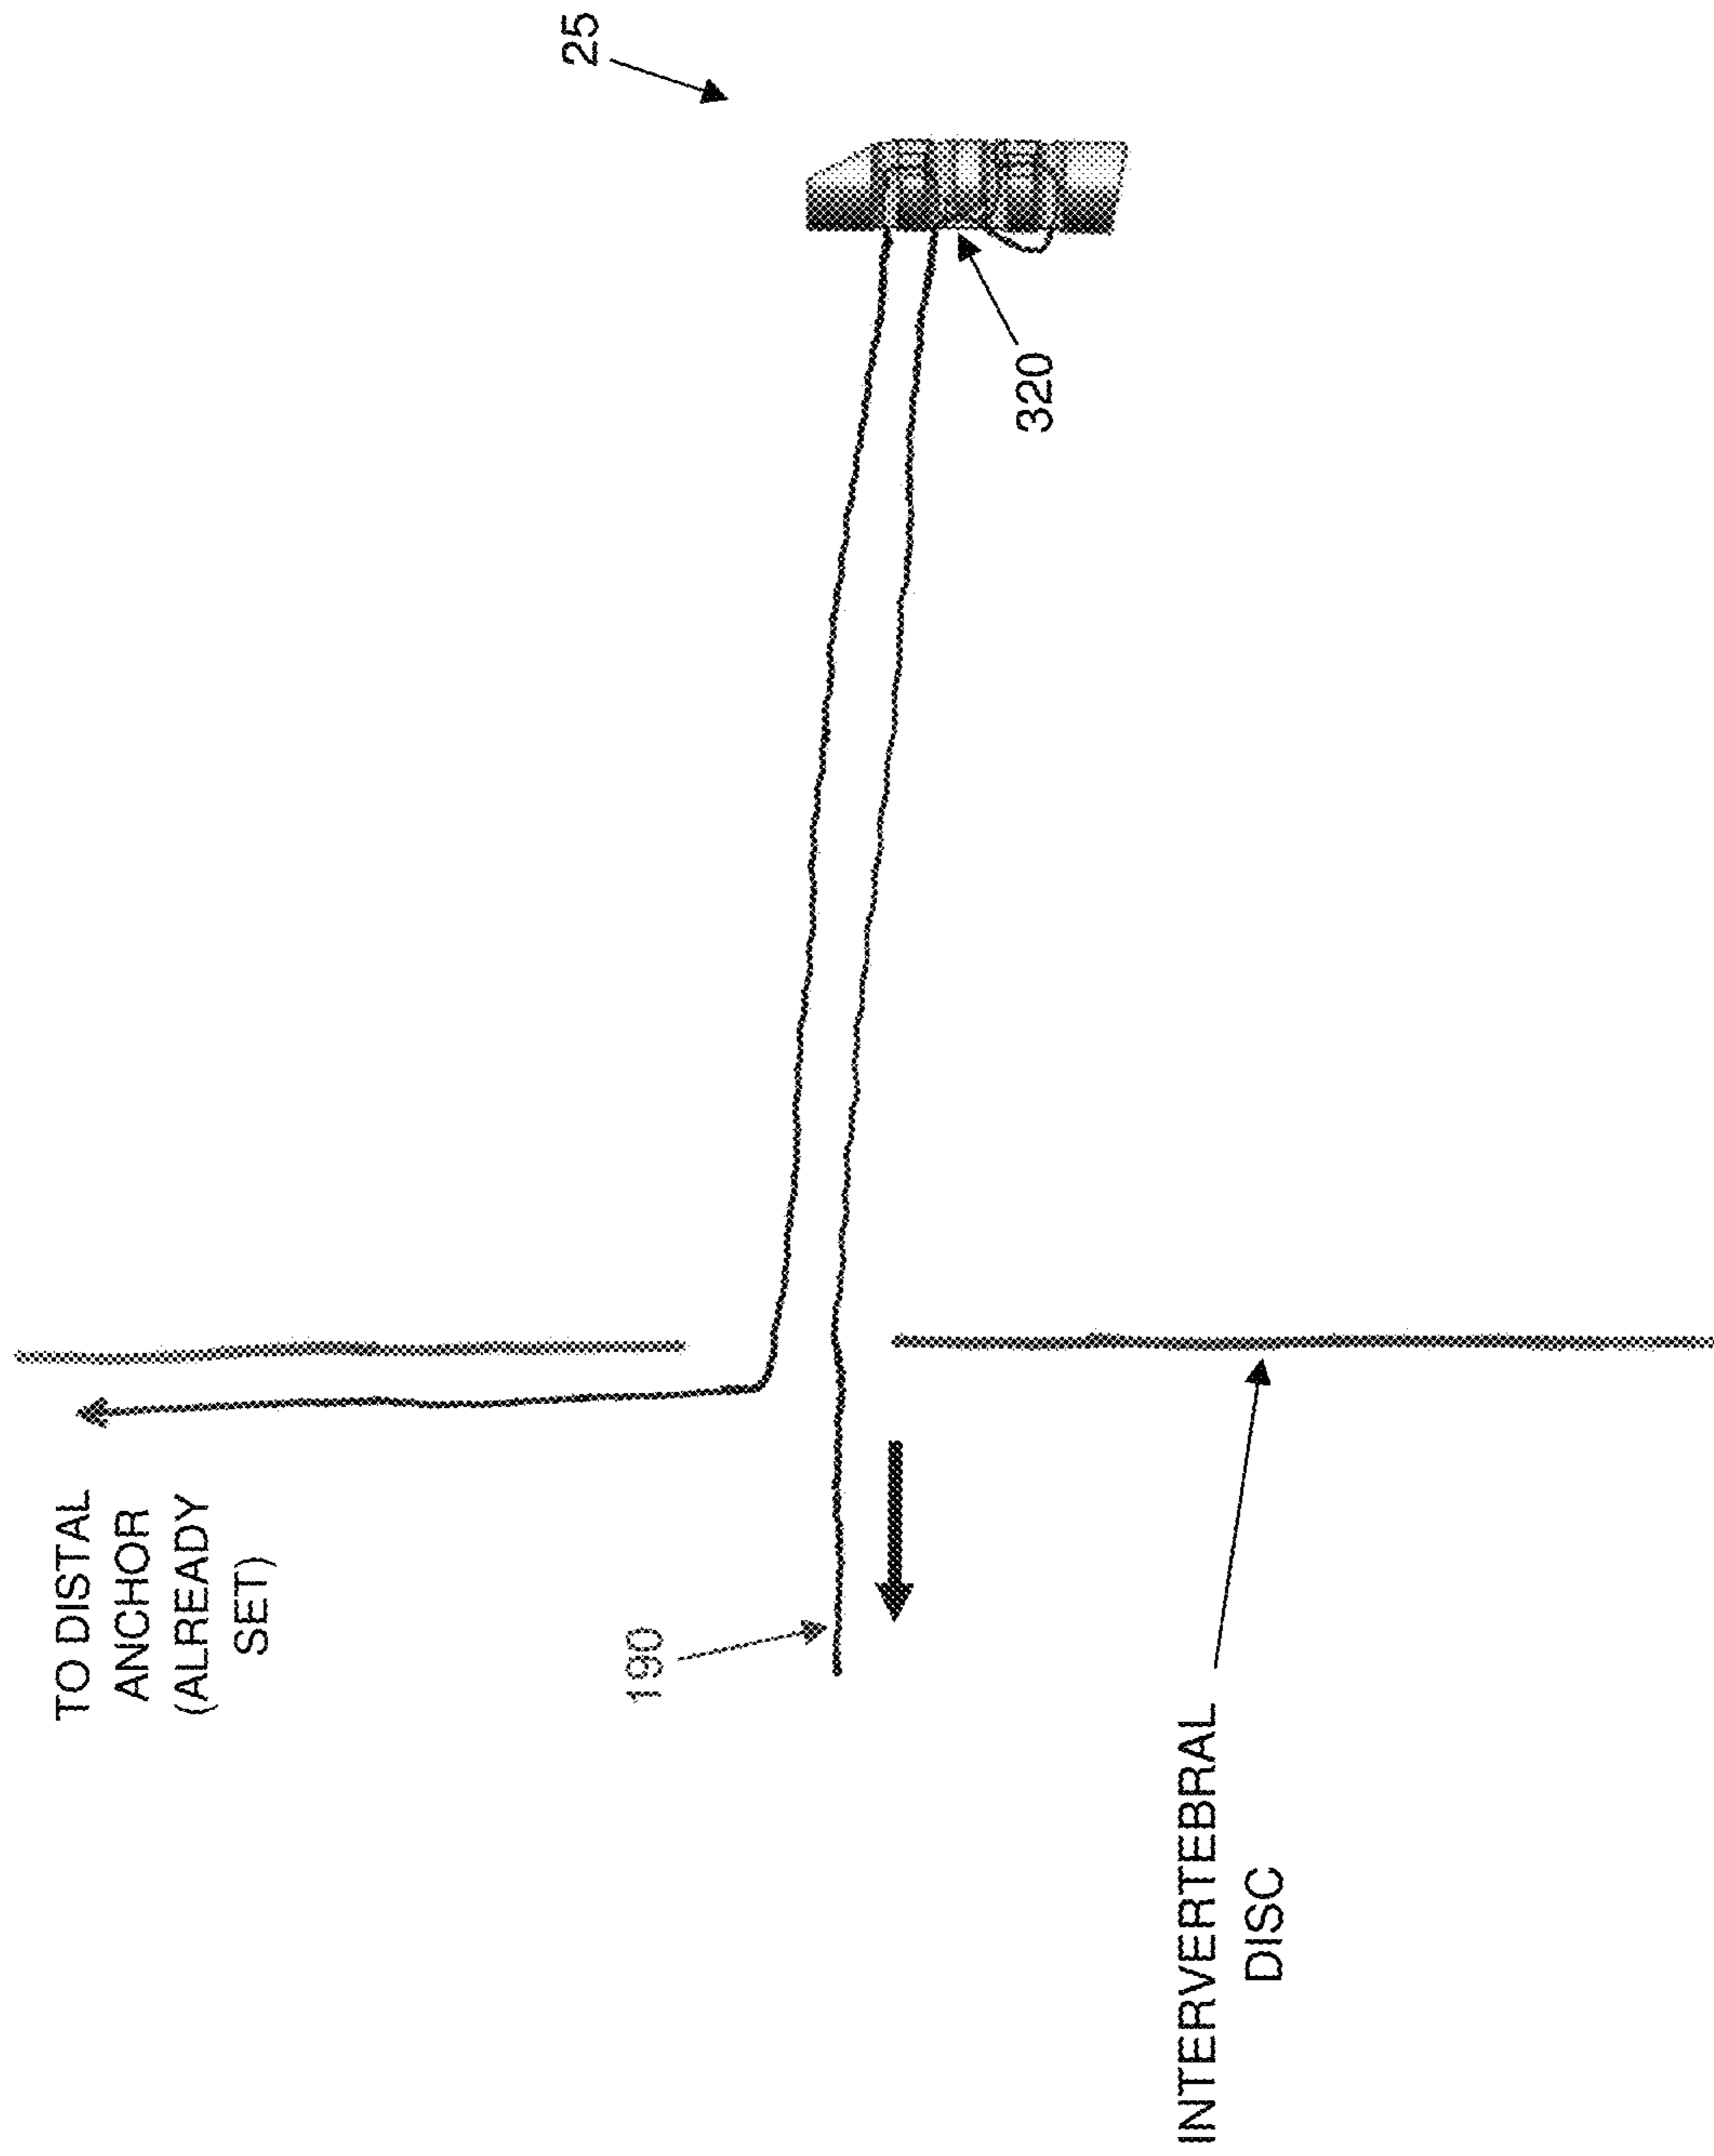 TO DISTAL
ANCHOR
(ALREADY
SET)
190
INTERVERTEBRAL
DISC
320
25